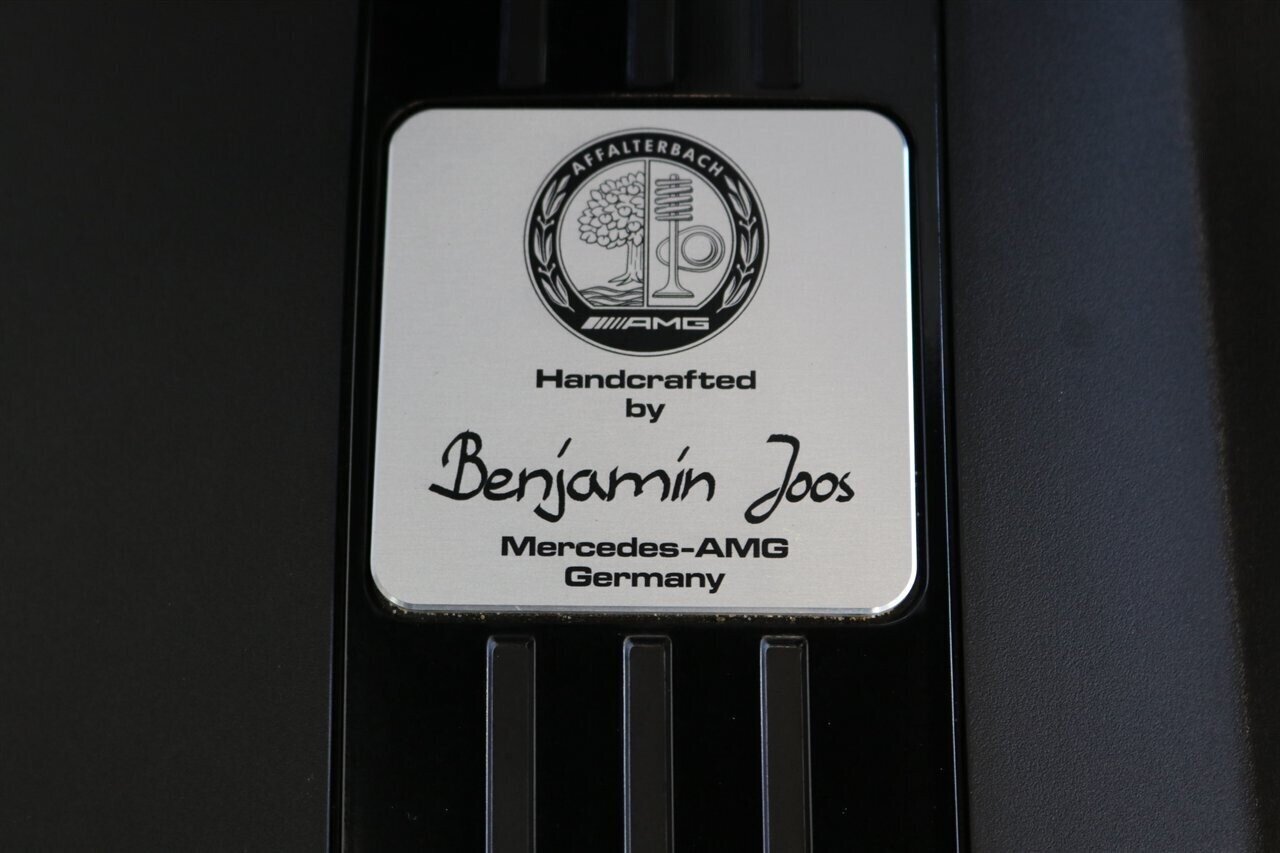 AFFALTERBACH
AMG
Handcrafted
by
Benjamin Joos
Mercedes-AMG
Germany